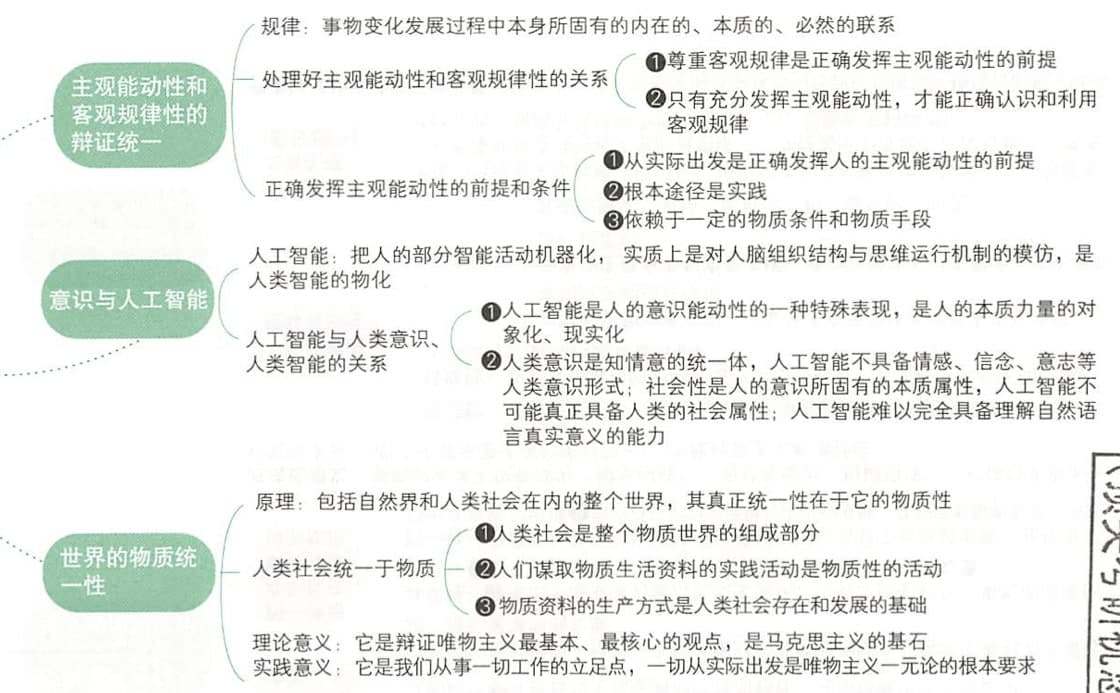 规律：事物变化发展过程中本身所固有的内在的、本质的、必然的联系
主观能动性和
客观规律性的
辩证统一
处理好主观能动性和客观规律性的关系
❶尊重客观规律是正确发挥主观能动性的前提
❷只有充分发挥主观能动性，才能正确认识和利用
客观规律
正确发挥主观能动性的前提和条件
❶从实际出发是正确发挥人的主观能动性的前提
❷根本途径是实践
❸依赖于一定的物质条件和物质手段
意识与人工智能
人工智能：把人的部分智能活动机器化，实质上是对人脑组织结构与思维运行机制的模仿，是
人类智能的物化
人工智能与人类意识、
人类智能的关系
❶人工智能是人的意识能动性的一种特殊表现，是人的本质力量的对
象化、现实化
❷人类意识是知情意的统一体，人工智能不具备情感、信念、意志等
人类意识形式；社会性是人的意识所固有的本质属性，人工智能不
可能真正具备人类的社会属性；人工智能难以完全具备理解自然语
言真实意义的能力
世界的物质统
一性
原理：包括自然界和人类社会在内的整个世界，其真正统一性在于它的物质性
人类社会统一于物质
❶人类社会是整个物质世界的组成部分
❷人们谋取物质生活资料的实践活动是物质性的活动
❸物质资料的生产方式是人类社会存在和发展的基础
理论意义：它是辩证唯物主义最基本、最核心的观点，是马克思主义的基石
实践意义：它是我们从事一切工作的立足点，一切从实际出发是唯物主义一元论的根本要求